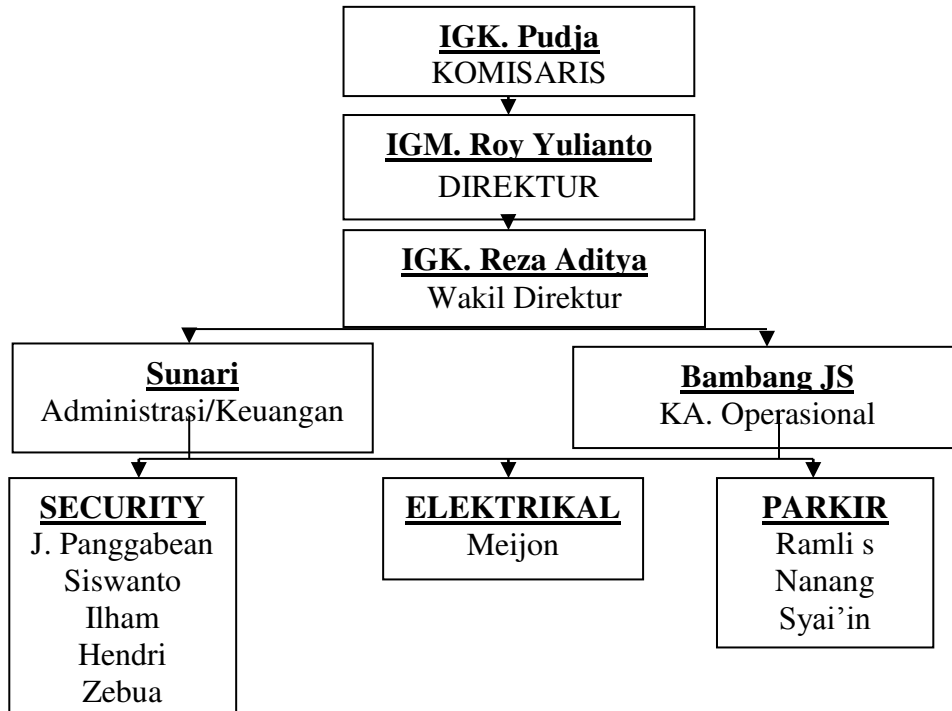 IGK. Pudja
KOMISARIS
IGM. Roy Yulianto
DIREKTUR
IGK. Reza Aditya
Wakil Direktur
Sunari
Administrasi/Keuangan
Bambang JS
KA. Operasional
SECURITY
J. Panggabean
Siswanto
Ilham
Hendri
Zebua
ELEKTRIKAL
Meijon
PARKIR
Ramli s
Nanang
Syai’in